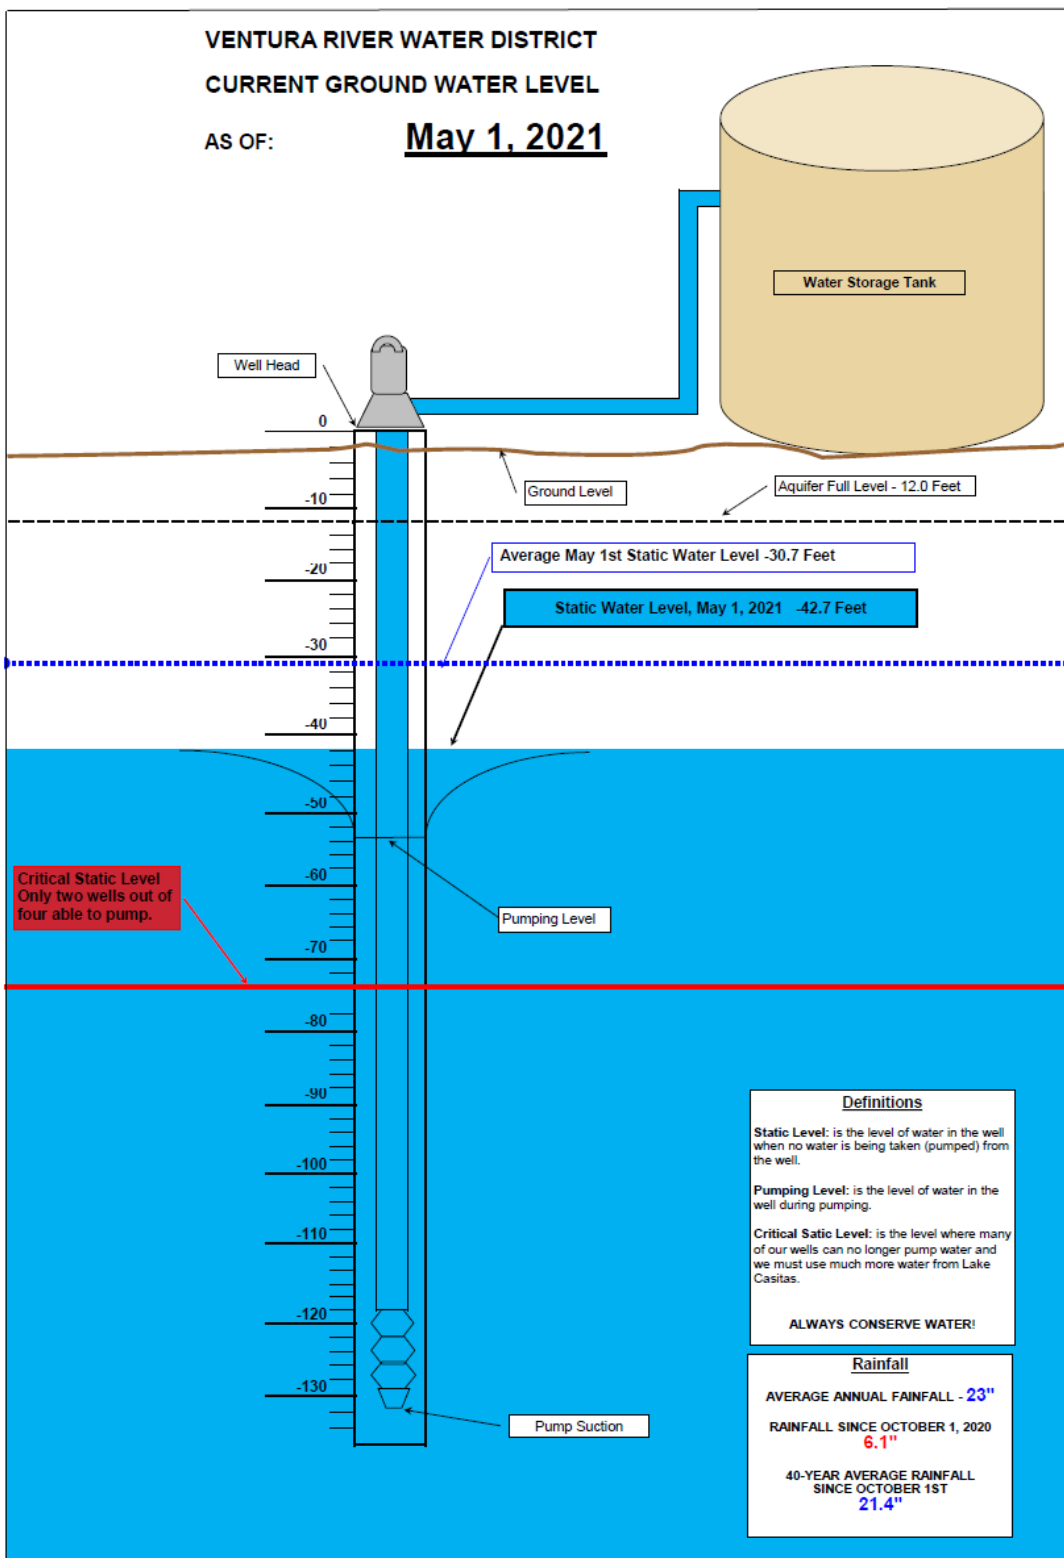 VENTURA RIVER WATER DISTRICT
CURRENT GROUND WATER LEVEL
AS OF: May 1, 2021
Water Storage Tank
Well Head
0
Ground Level
Aquifer Full Level - 12.0 Feet
-10
Average May 1st Static Water Level -30.7 Feet
-20
Static Water Level, May 1, 2021 -42.7 Feet
-30
-40
-50
Critical Static Level
Only two wells out of
four able to pump.
-60
Pumping Level
-70
-80
-90
-100
-110
-120
-130
Pump Suction
Definitions
Static Level: is the level of water in the well
when no water is being taken (pumped) from
the well.
Pumping Level: is the level of water in the
well during pumping.
Critical Satic Level: is the level where many
of our wells can no longer pump water and
we must use much more water from Lake
Casitas.
ALWAYS CONSERVE WATER!
Rainfall
AVERAGE ANNUAL FAINFALL - 23"
RAINFALL SINCE OCTOBER 1, 2020
6.1"
40-YEAR AVERAGE RAINFALL
SINCE OCTOBER 1ST
21.4"